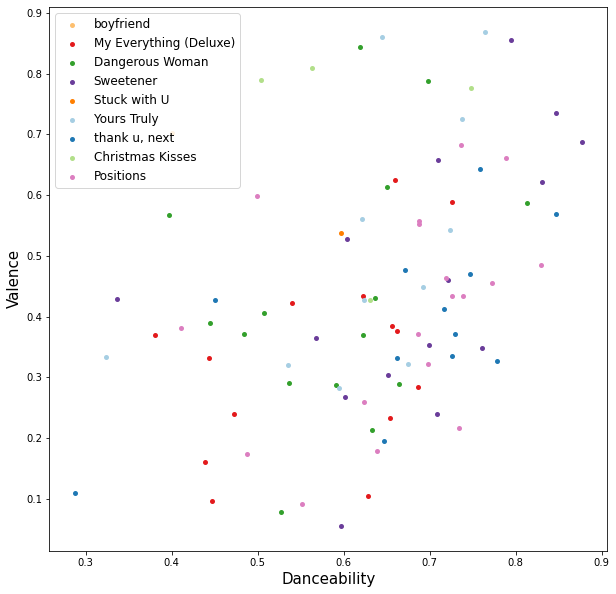 0.9
0.8
0.7
0.6
0.5
0.4
0.3
0.2
0.1
Valence
boyfriend
My Everything (Deluxe)
Dangerous Woman
Sweetener
Stuck with U
Yours Truly
thank u, next
Christmas Kisses
Positions
0.3 0.4 0.5 0.6 0.7 0.8 0.9
Danceability